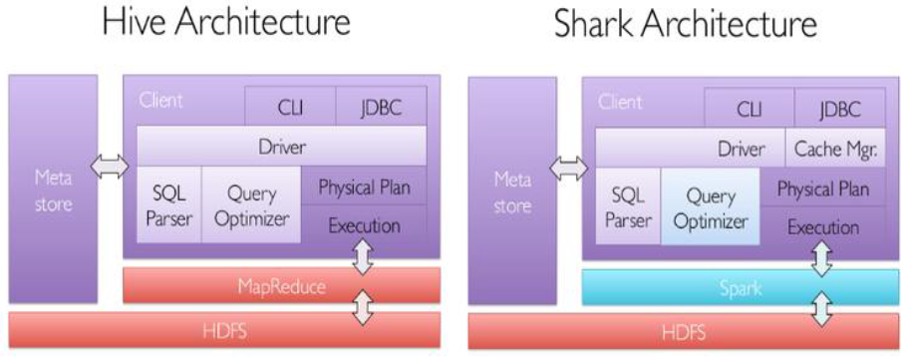 Hive Architecture
Client
CLI
JDBC
Driver
Meta
store
SQL
Parser
Query
Optimizer
Physical Plan
Execution
MapReduce
HDFS
Shark Architecture
Client
CLI
JDBC
Driver
Cache Mgr.
Meta
store
SQL
Parser
Query
Optimizer
Physical Plan
Execution
Spark
HDFS